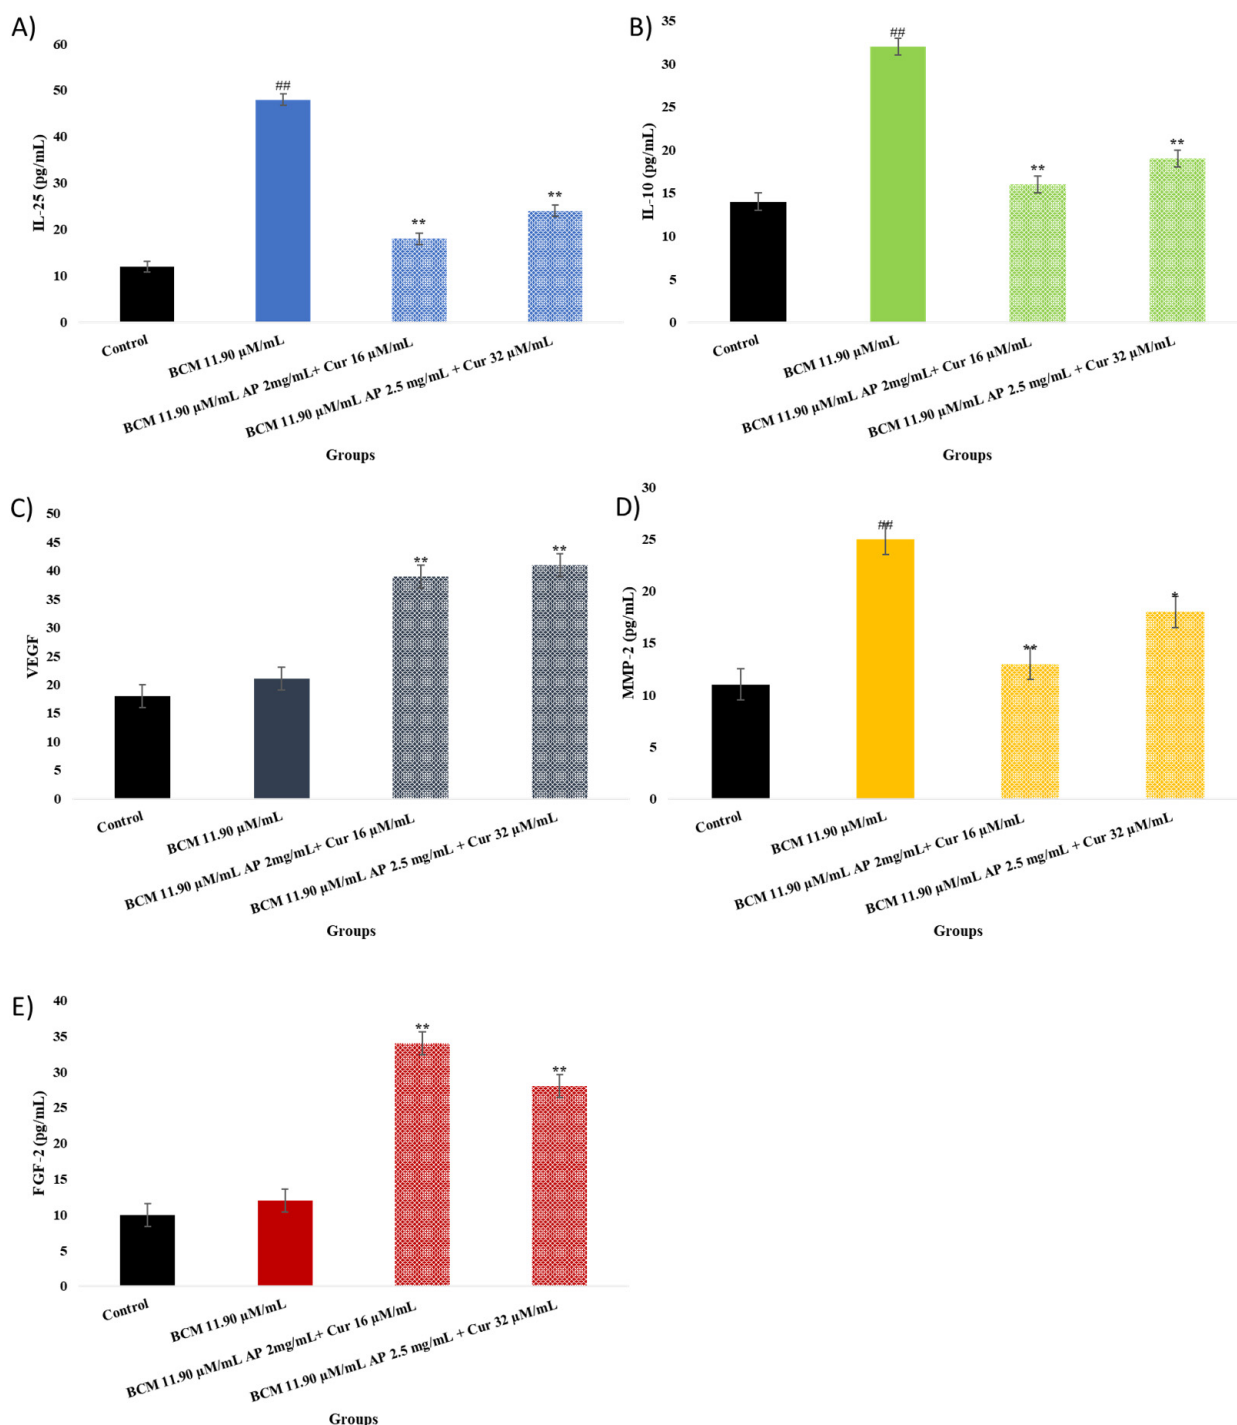 A)
IL-25 (pg/mL)
60
50
40
30
20
10
0
##
**
**
Control
BCM 11.90 µM/mL
BCM 11.90 µM/mL AP 2mg/mL+ Cur 16 µM/mL
BCM 11.90 µM/mL AP 2.5 mg/mL + Cur 32 µM/mL
Groups
B)
IL-10 (pg/mL)
35
30
25
20
15
10
5
0
##
**
**
Control
BCM 11.90 µM/mL
BCM 11.90 µM/mL AP 2mg/mL+ Cur 16 µM/mL
BCM 11.90 µM/mL AP 2.5 mg/mL + Cur 32 µM/mL
Groups
C)
VEGF
50
45
40
35
30
25
20
15
10
5
0
**
**
Control
BCM 11.90 µM/mL
BCM 11.90 µM/mL AP 2mg/mL+ Cur 16 µM/mL
BCM 11.90 µM/mL AP 2.5 mg/mL + Cur 32 µM/mL
Groups
D)
MMP-2 (pg/mL)
30
25
20
15
10
5
0
##
**
*
Control
BCM 11.90 µM/mL
BCM 11.90 µM/mL AP 2mg/mL+ Cur 16 µM/mL
BCM 11.90 µM/mL AP 2.5 mg/mL + Cur 32 µM/mL
Groups
E)
FGF-2 (pg/mL)
40
35
30
25
20
15
10
5
0
**
**
Control
BCM 11.90 µM/mL
BCM 11.90 µM/mL AP 2mg/mL+ Cur 16 µM/mL
BCM 11.90 µM/mL AP 2.5 mg/mL + Cur 32 µM/mL
Groups